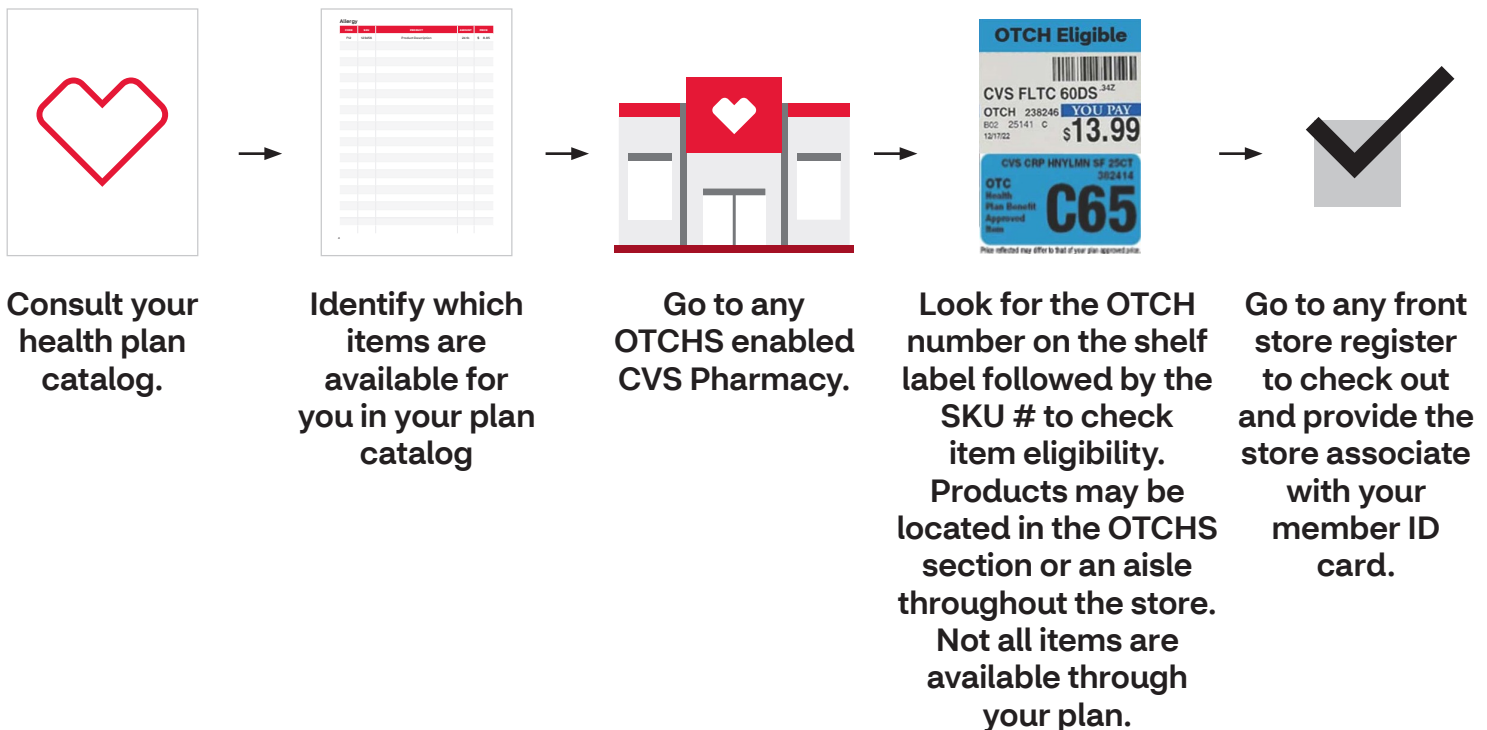 Consult your
health plan
catalog.
Allergy
Product Description
Identify which
items are
available for
you in your plan
catalog
Go to any
OTCHS enabled
CVS Pharmacy.
OTCH Eligible
CVS FLTC 60DS .34Z
OTCH 238246 YOU PAY
B02 25141 C
12/17/22
$13.99
CVS CRP HNYLMN SF 25CT
382414
OTC
Health
Plan Benefit
Approved
Item
C65
Price reflected may differ to that of your plan approved price.
Look for the OTCH
number on the shelf
label followed by the
SKU # to check
item eligibility.
Products may be
located in the OTCHS
section or an aisle
throughout the store.
Not all items are
available through
your plan.
Go to any front
store register
to check out
and provide the
store associate
with your
member ID
card.